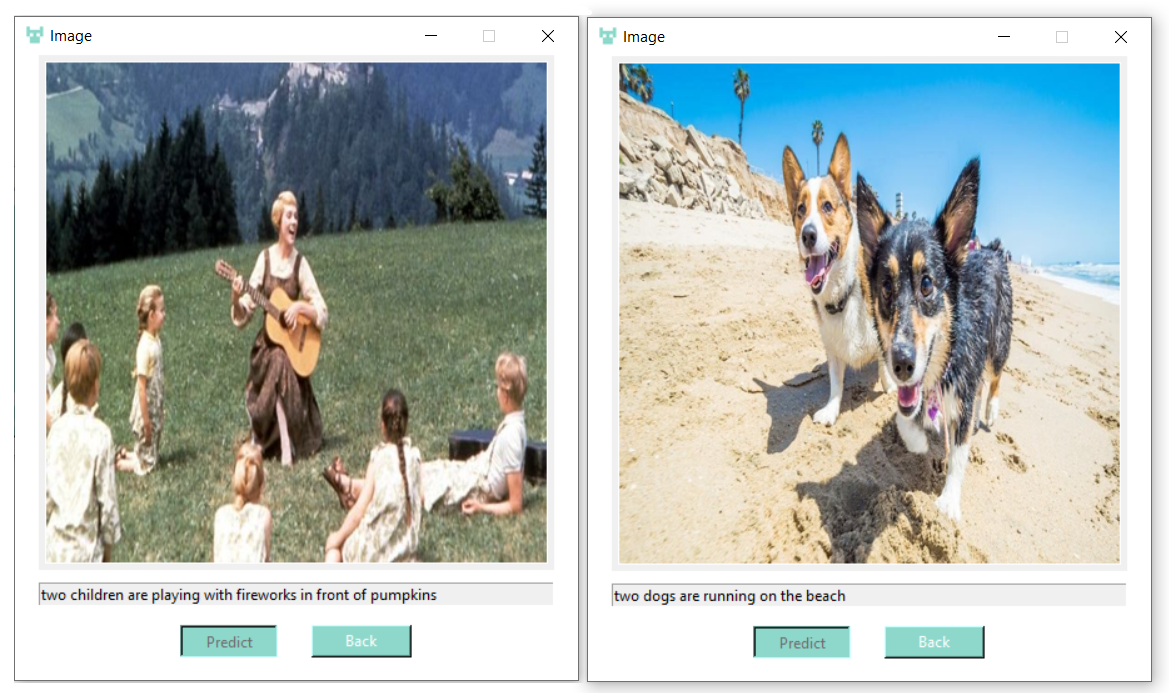 Image
two children are playing with fireworks in front of pumpkins
Predict Back
Image
two dogs are running on the beach
Predict Back